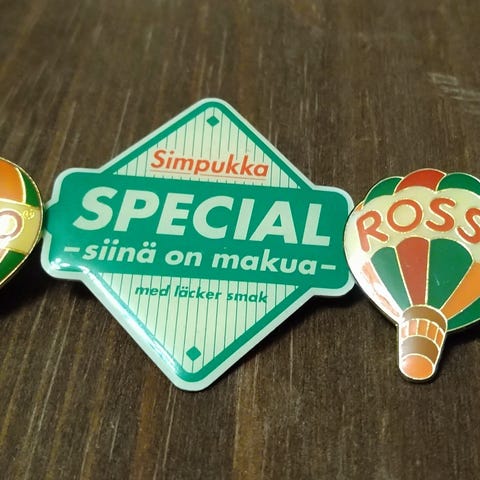 Simpukka
SPECIAL
-siinä on makua-
med läcker smak
ROSS